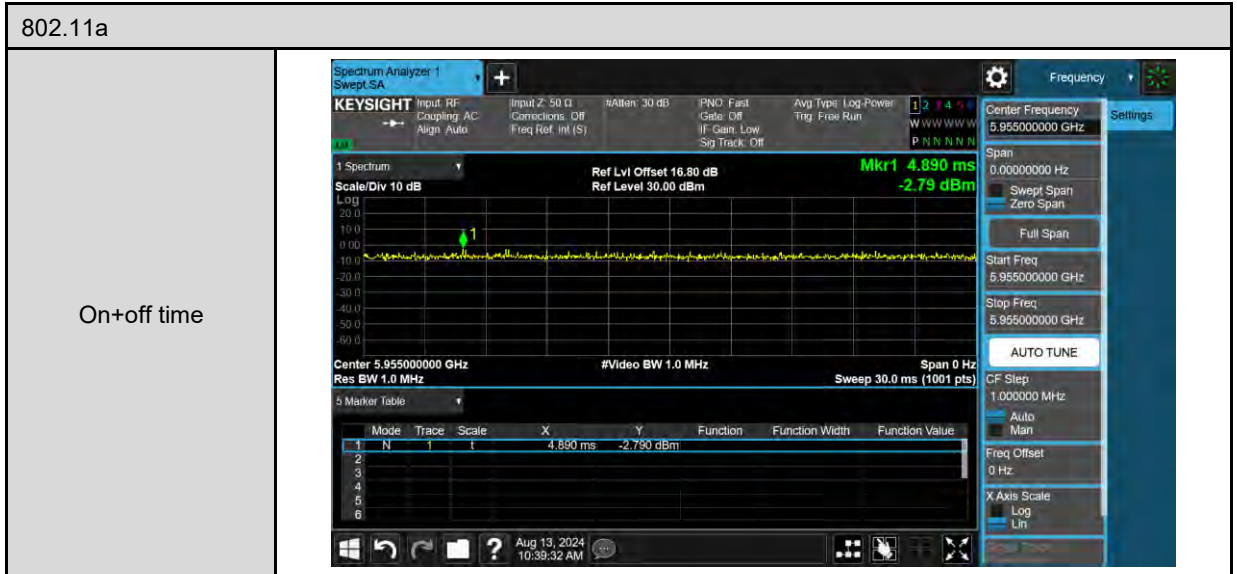 802.11a
On+off time
Spectrum Analyzer 1
Swept SA
+
Frequency
KEYSIGHT
Input: RF
Coupling: AC
Align: Auto
Input Z: 50 Ω
Corrections: Off
Freq Ref: Int (S)
#Atten: 30 dB
PNO: Fast
Gate: Off
IF Gain: Low
Sig Track: Off
Avg Type: Log-Power
Trig: Free Run
1 2 3 4 5 6
W W W W W W
P N N N N N
1 Spectrum
Scale/Div 10 dB
Log
Ref Lvl Offset 16.80 dB
Ref Level 30.00 dBm
Mkr1 4.890 ms
-2.79 dBm
20.0
10.0
0.00
-10.0
-20.0
-30.0
-40.0
-50.0
-60.0
1
Center 5.955000000 GHz
#Video BW 1.0 MHz
Span 0 Hz
Res BW 1.0 MHz
Sweep 30.0 ms (1001 pts)
5 Marker Table
Mode Trace Scale X Y Function Function Width Function Value
1 N 1 t 4.890 ms -2.790 dBm
2
3
4
5
6
Aug 13, 2024
10:39:32 AM
?
Center Frequency
5.955000000 GHz
Settings
Span
0.00000000 Hz
Swept Span
Zero Span
Full Span
Start Freq
5.955000000 GHz
Stop Freq
5.955000000 GHz
AUTO TUNE
CF Step
1.000000 MHz
Auto
Man
Freq Offset
0 Hz
X Axis Scale
Log
Lin